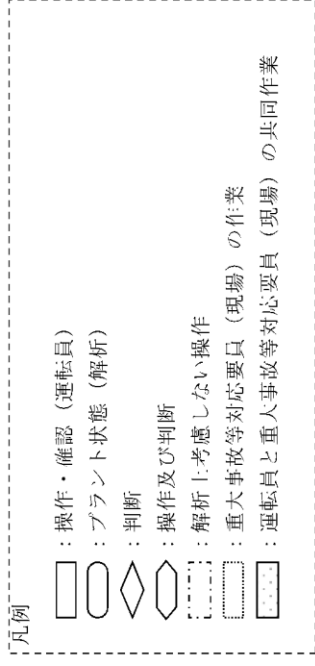 凡例
：操作・確認（運転員）
：プラント状態（解析）
：判断
：操作及び判断
：解析上考慮しない操作
：重大事故等対応要員（現場）の作業
：運転員と重大事故等対応要員（現場）の共同作業